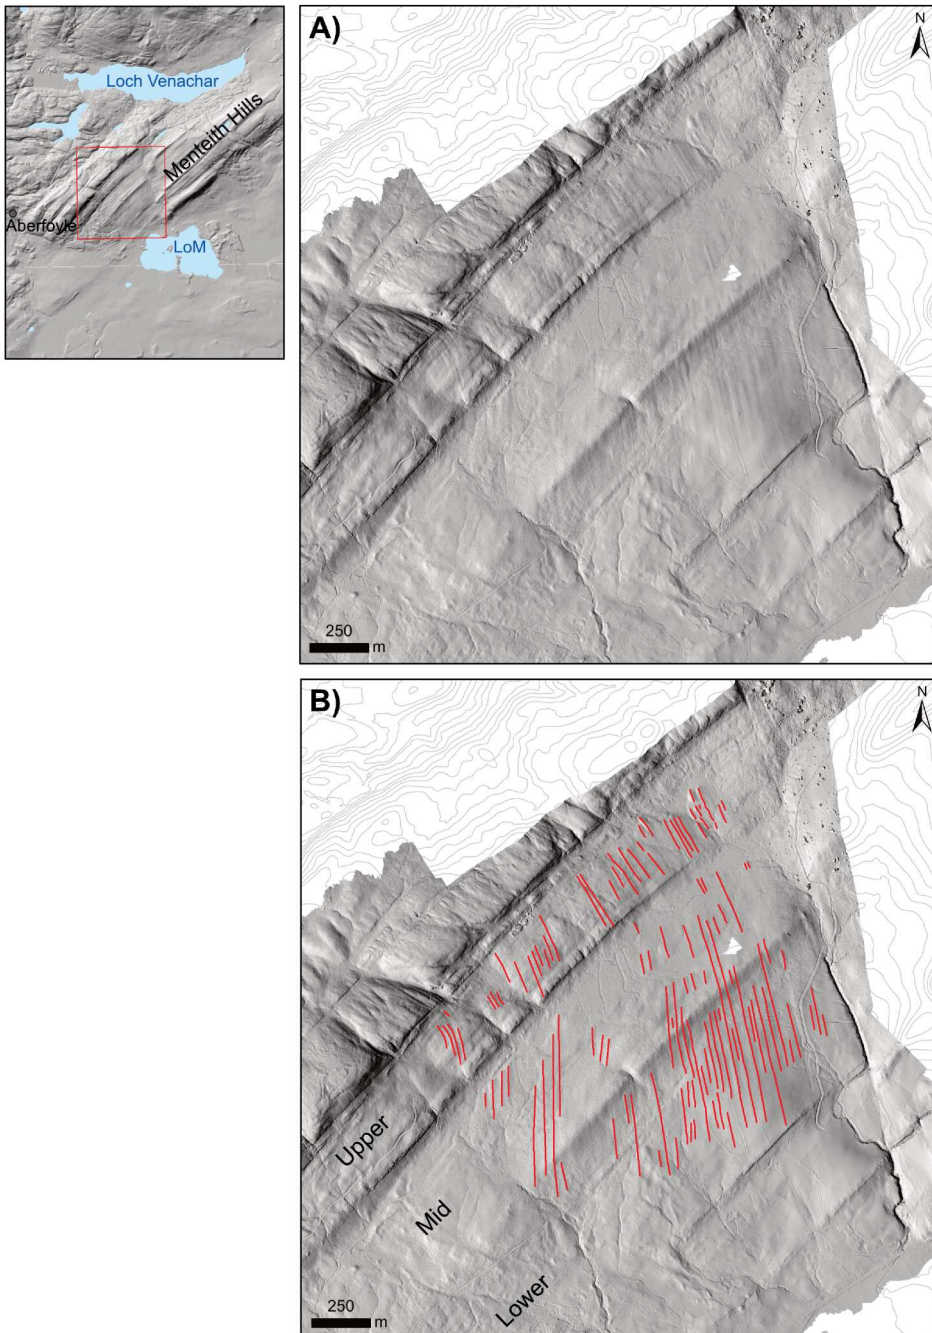 Loch Venachar
Menteith Hills
Aberfoyle
LoM
A)
N
250
m
B)
N
Upper
Mid
Lower
250
m